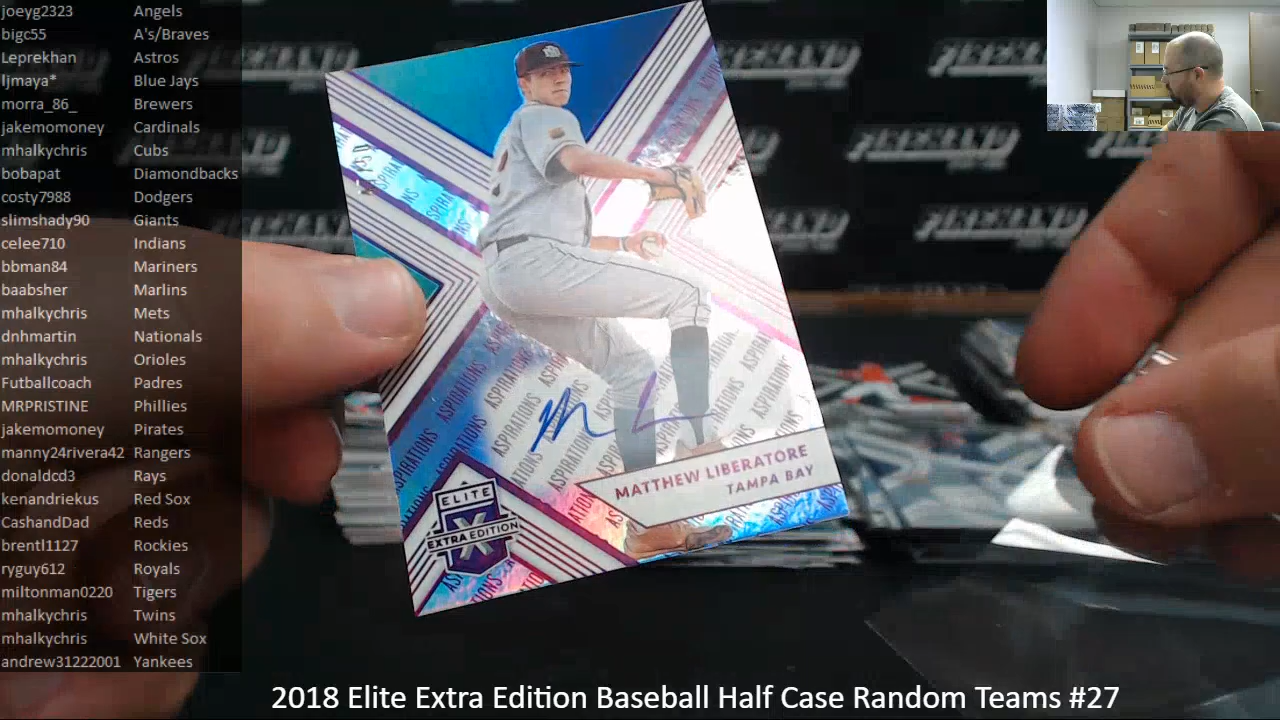 joeyg2323 Angels
bigc55 A's/Braves
Leprekhan Astros
ljmaya* Blue Jays
morra_86_ Brewers
jakemomoney Cardinals
mhalkychris Cubs
bobapat Diamondbacks
costy7988 Dodgers
slimshady90 Giants
celee710 Indians
bbman84 Mariners
baabsher Marlins
mhalkychris Mets
dnhmartin Nationals
mhalkychris Orioles
Futballcoach Padres
MRPRISTINE Phillies
jakemomoney Pirates
manny24rivera42 Rangers
donaldcd3 Rays
kenandriekus Red Sox
CashandDad Reds
brentl1127 Rockies
ryguy612 Royals
miltonman0220 Tigers
mhalkychris Twins
mhalkychris White Sox
andrew31222001 Yankees
ASPIRATIONS
MATTHEW LIBERATORE
TAMPA BAY
ELITE
X
EXTRA EDITION
2018 Elite Extra Edition Baseball Half Case Random Teams #27